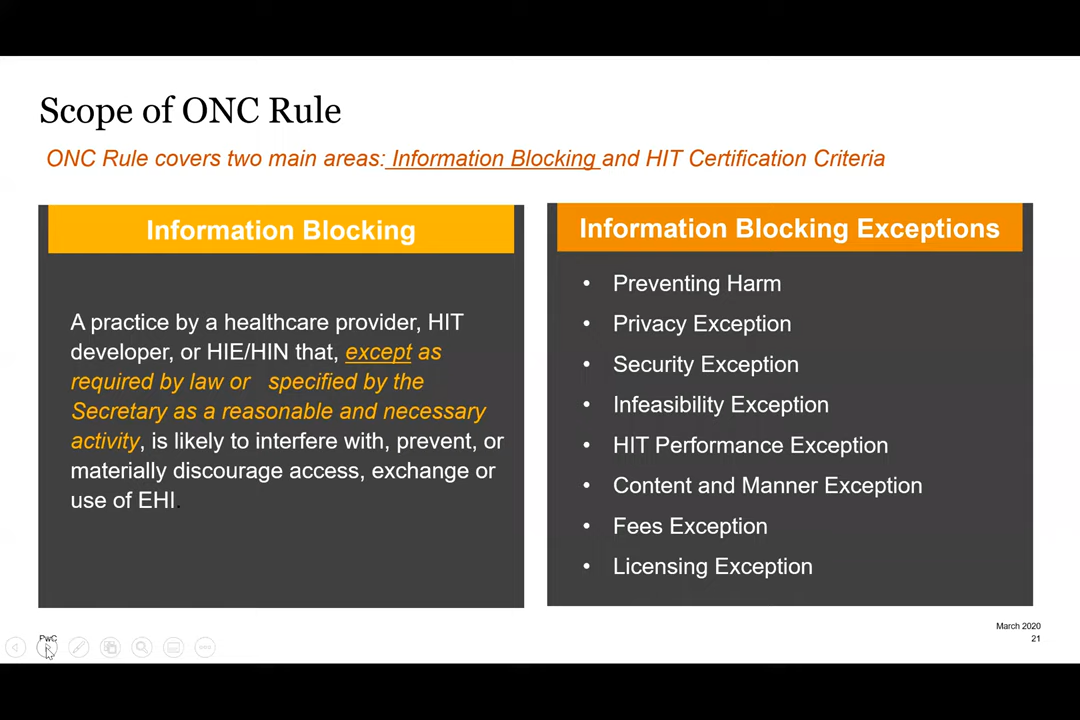 Scope of ONC Rule
ONC Rule covers two main areas: Information Blocking and HIT Certification Criteria
Information Blocking
A practice by a healthcare provider, HIT
developer, or HIE/HIN that, except as
required by law or specified by the
Secretary as a reasonable and necessary
activity, is likely to interfere with, prevent, or
materially discourage access, exchange or
use of EHI.
Information Blocking Exceptions
• Preventing Harm
• Privacy Exception
• Security Exception
• Infeasibility Exception
• HIT Performance Exception
• Content and Manner Exception
• Fees Exception
• Licensing Exception
PwC
March 2020
21